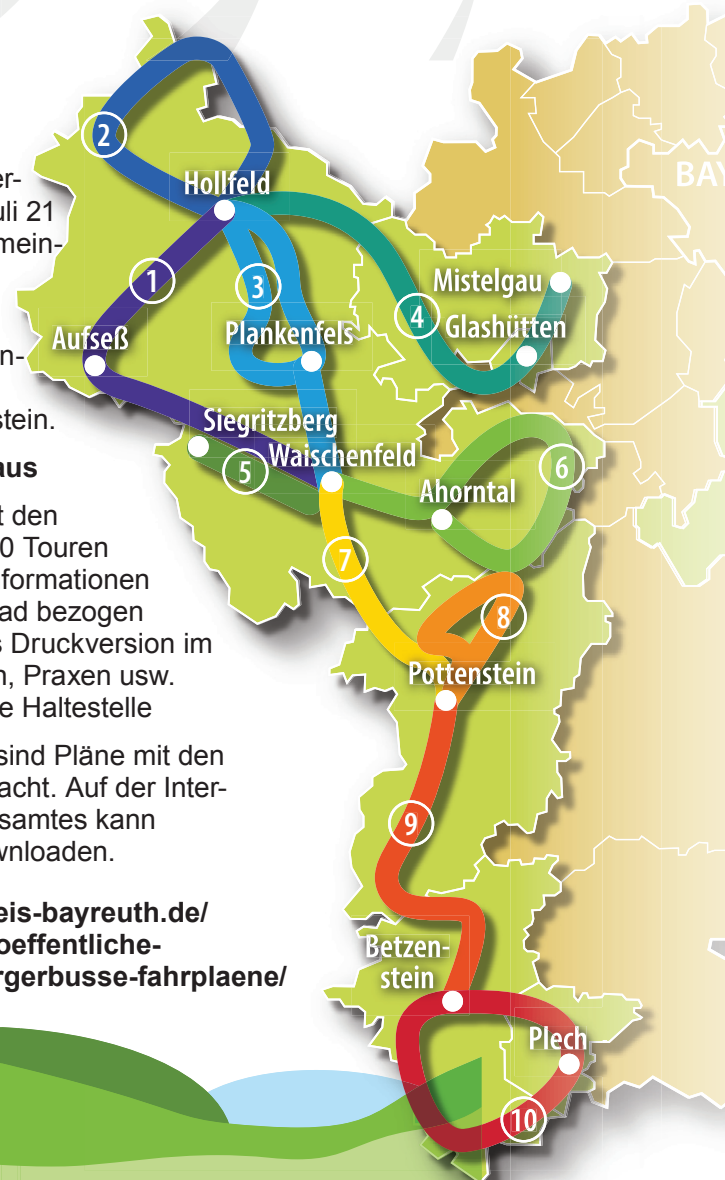 er-
uli 21
mein-
n-
stein.
aus
t den
0 Touren
formationen
ad bezogen
s Druckversion im
n, Praxen usw.
e Haltestelle
sind Pläne mit den
acht. Auf der Inter-
samtes kann
wnloaden.
eis-bayreuth.de/
oeffentliche-
rgerbusse-fahrplaene/
2
Hollfeld
BAY
1
3
Mistelgau
4
Glashütten
Aufseß
Plankenfels
Siegritzberg
5
Waischenfeld
6
Ahorntal
7
8
Pottenstein
9
Betzen-
stein
Plech
10